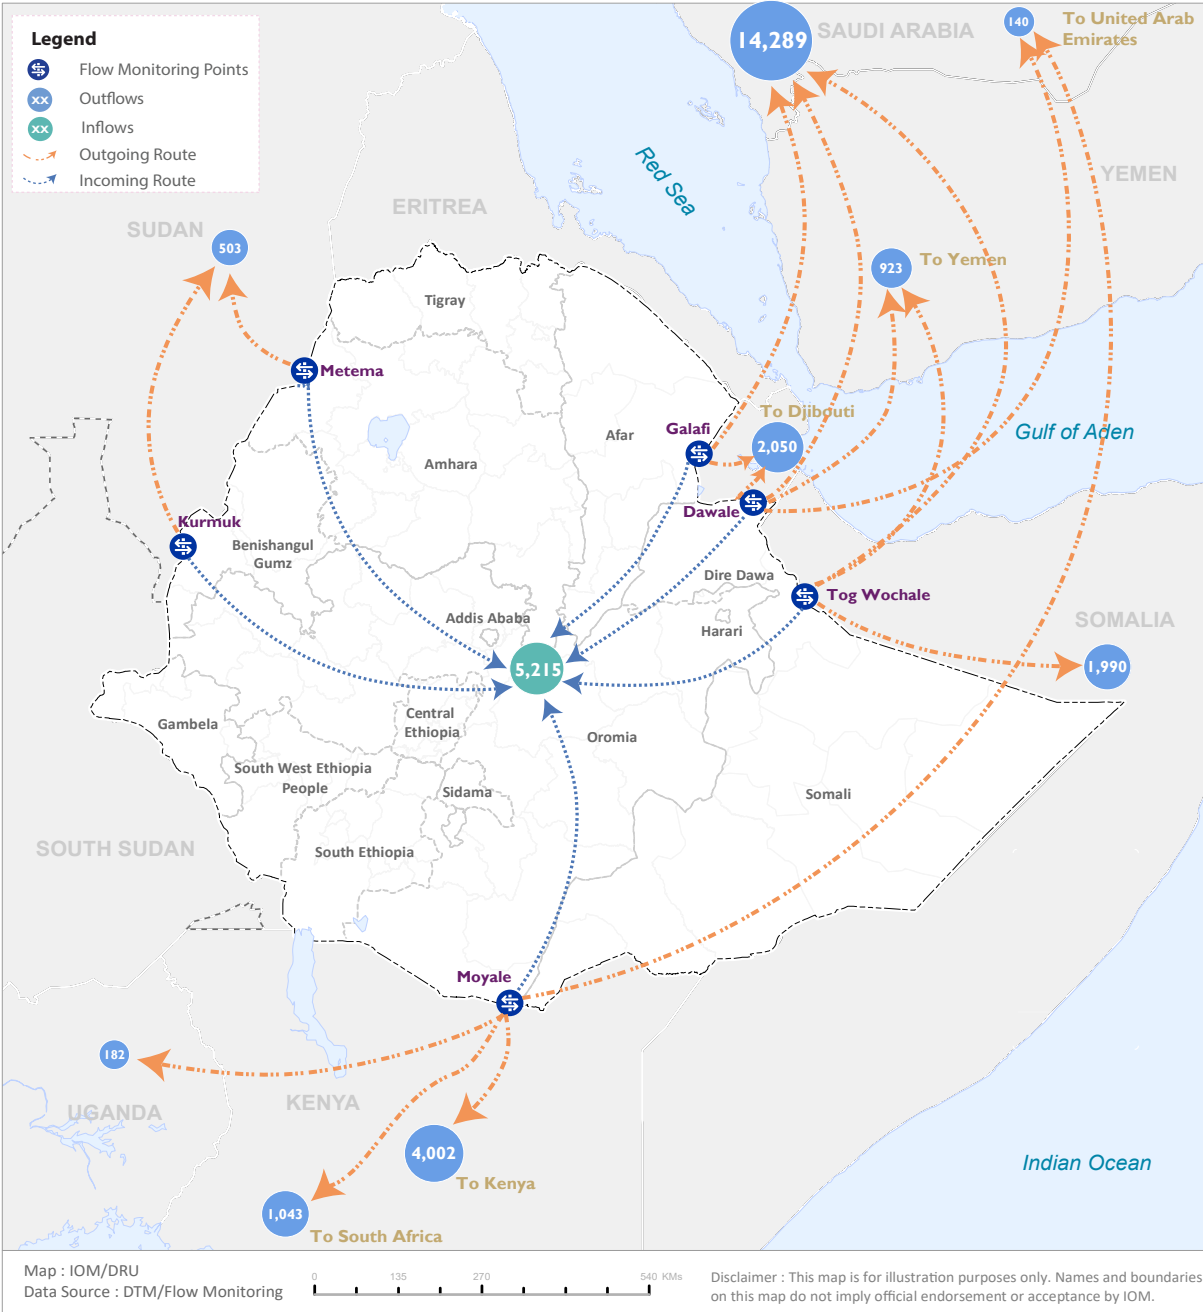 Legend
Flow Monitoring Points
xx
Outflows
xx
Inflows
Outgoing Route
Incoming Route
14,289
SAUDI ARABIA
140
To United Arab
Emirates
Red Sea
YEMEN
ERITREA
SUDAN
503
923
To Yemen
Tigray
Metema
To Djibouti
Galafi
Afar
2,050
Gulf of Aden
Amhara
Dawale
Kurmuk
Benishangul
Gumz
Dire Dawa
Tog Wochale
Addis Ababa
Harari
SOMALIA
5,215
1,990
Gambela
Central
Ethiopia
Oromia
South West Ethiopia
People
Sidama
Somali
SOUTH SUDAN
South Ethiopia
Moyale
182
UGANDA
KENYA
4,002
To Kenya
Indian Ocean
1,043
To South Africa
Map : IOM/DRU
Data Source : DTM/Flow Monitoring
0 135 270 540 KMs
Disclaimer : This map is for illustration purposes only. Names and boundaries
on this map do not imply official endorsement or acceptance by IOM.